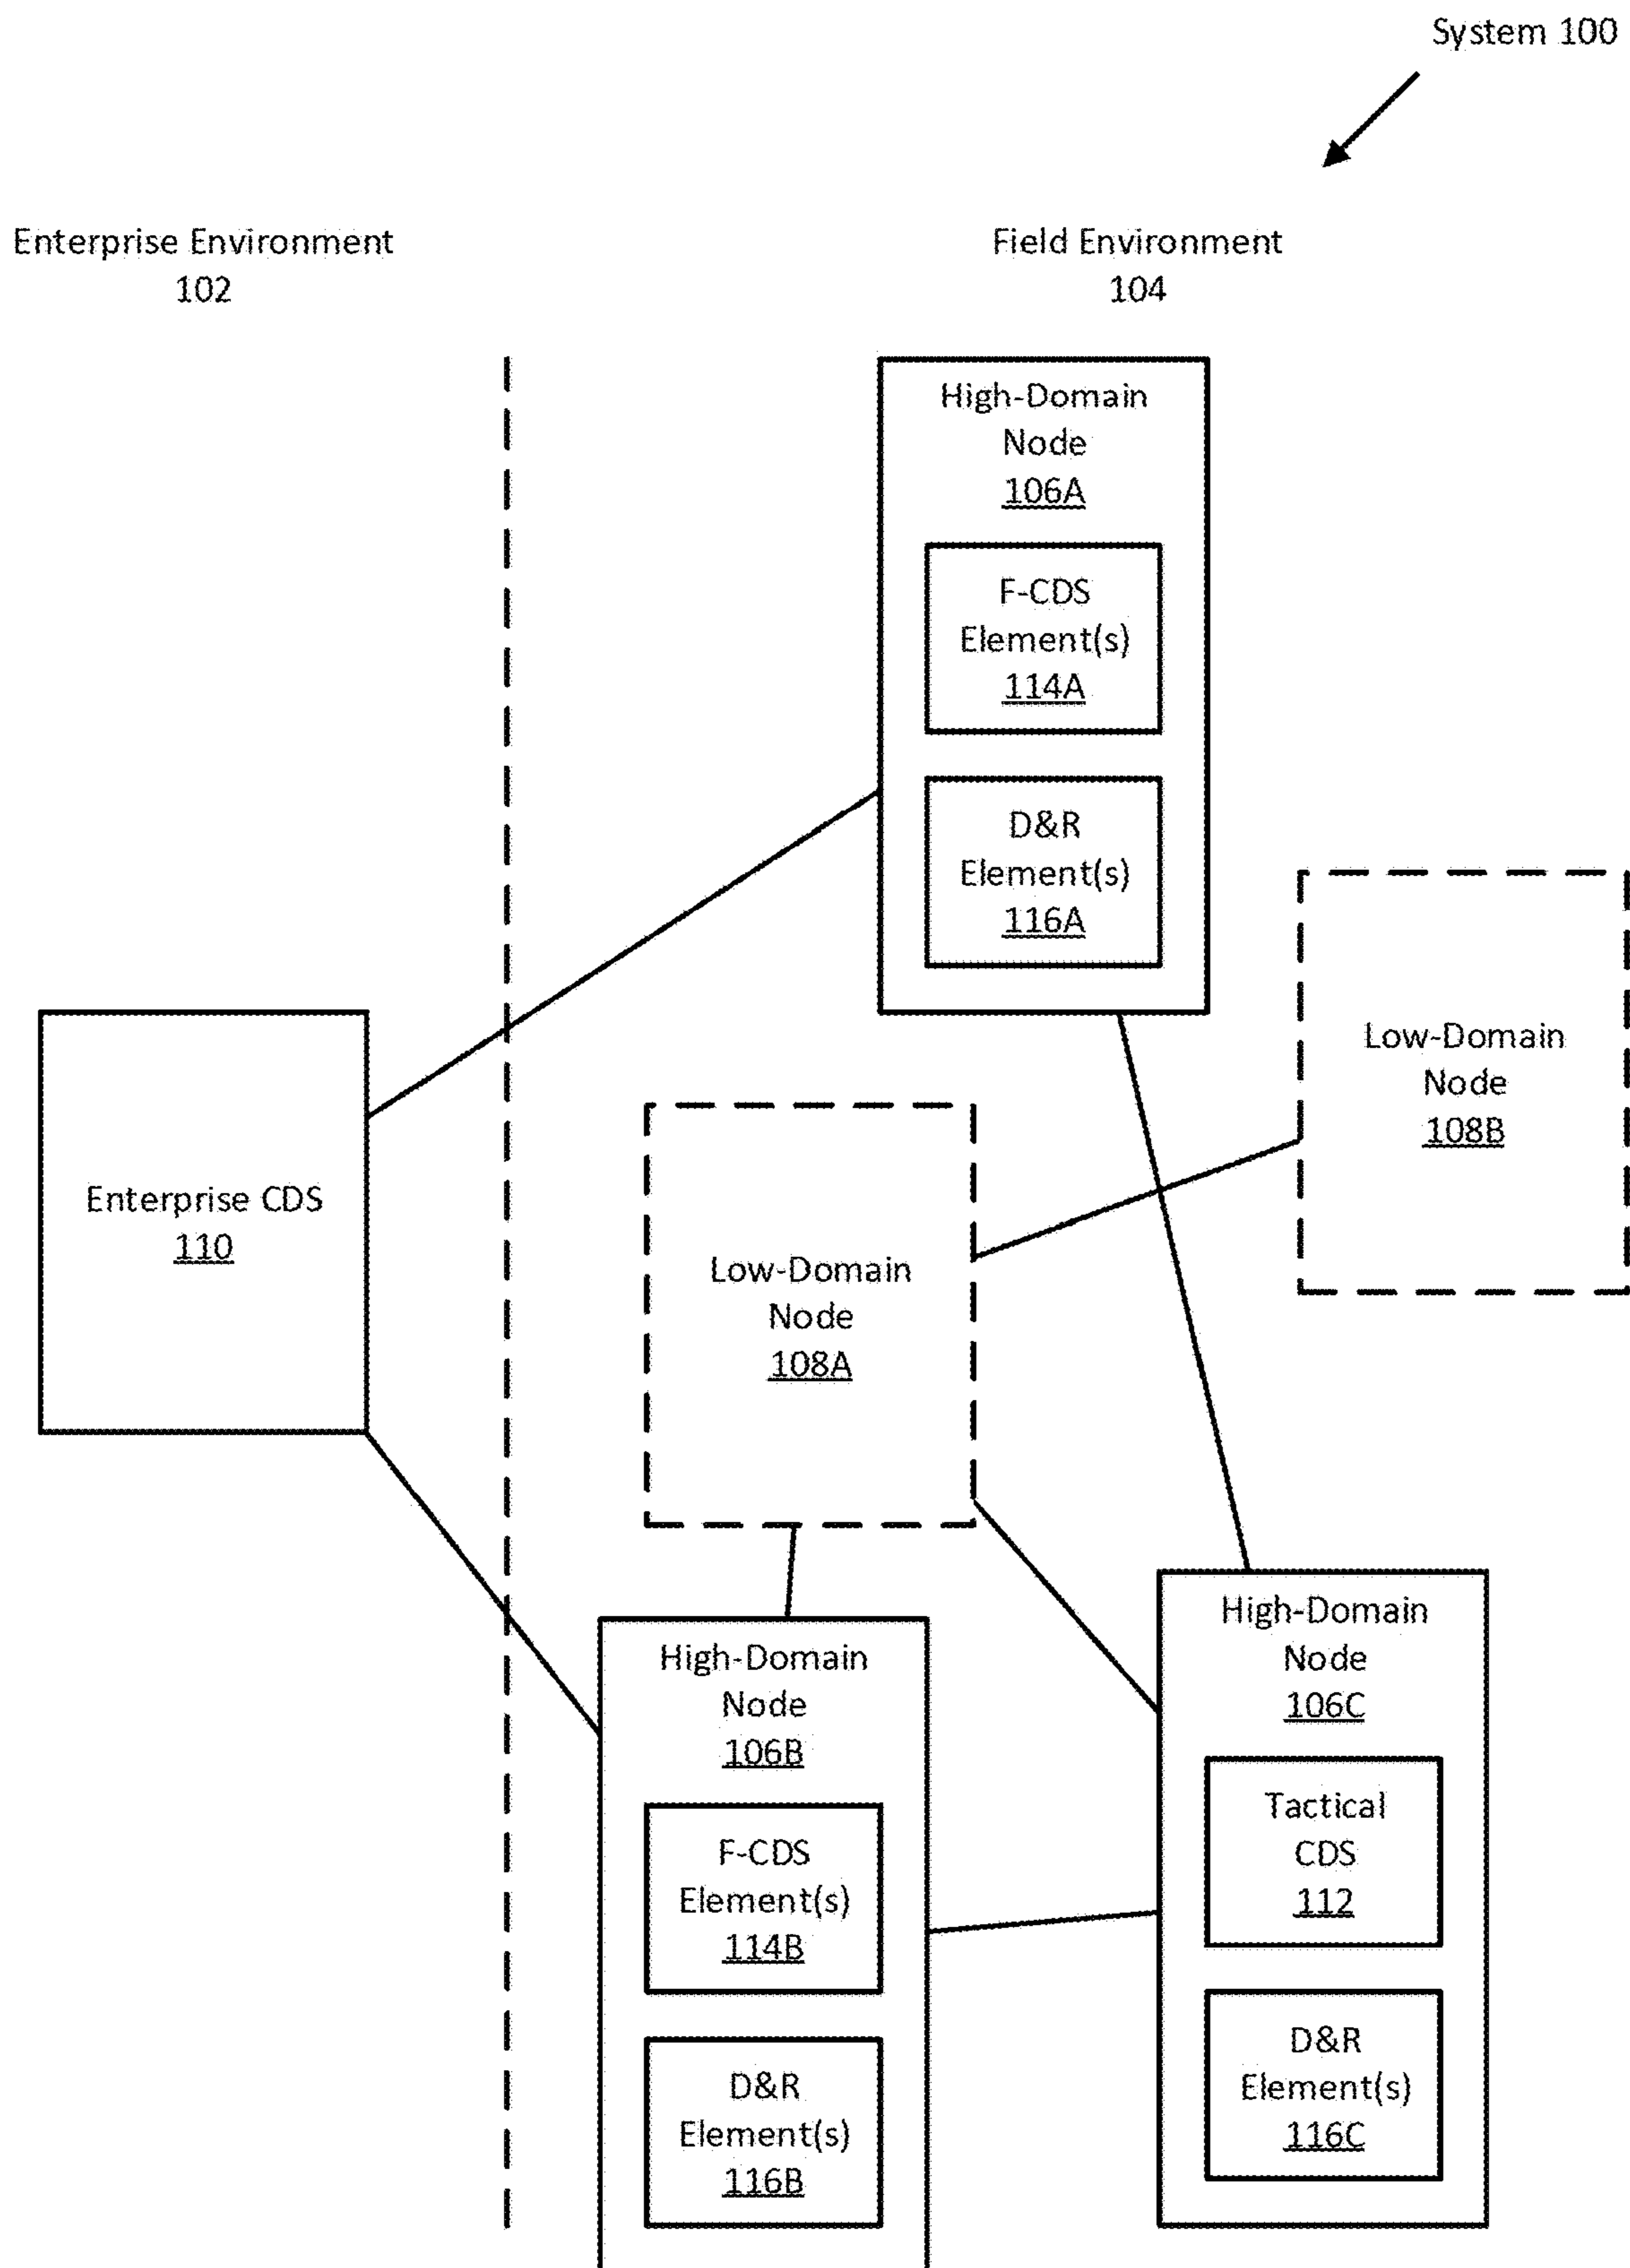 System 100
Enterprise Environment
102
Field Environment
104
High-Domain
Node
106A
F-CDS
Element(s)
114A
D&R
Element(s)
116A
Low-Domain
Node
108B
Enterprise CDS
110
Low-Domain
Node
108A
High-Domain
Node
106B
F-CDS
Element(s)
114B
D&R
Element(s)
116B
High-Domain
Node
106C
Tactical
CDS
112
D&R
Element(s)
116C